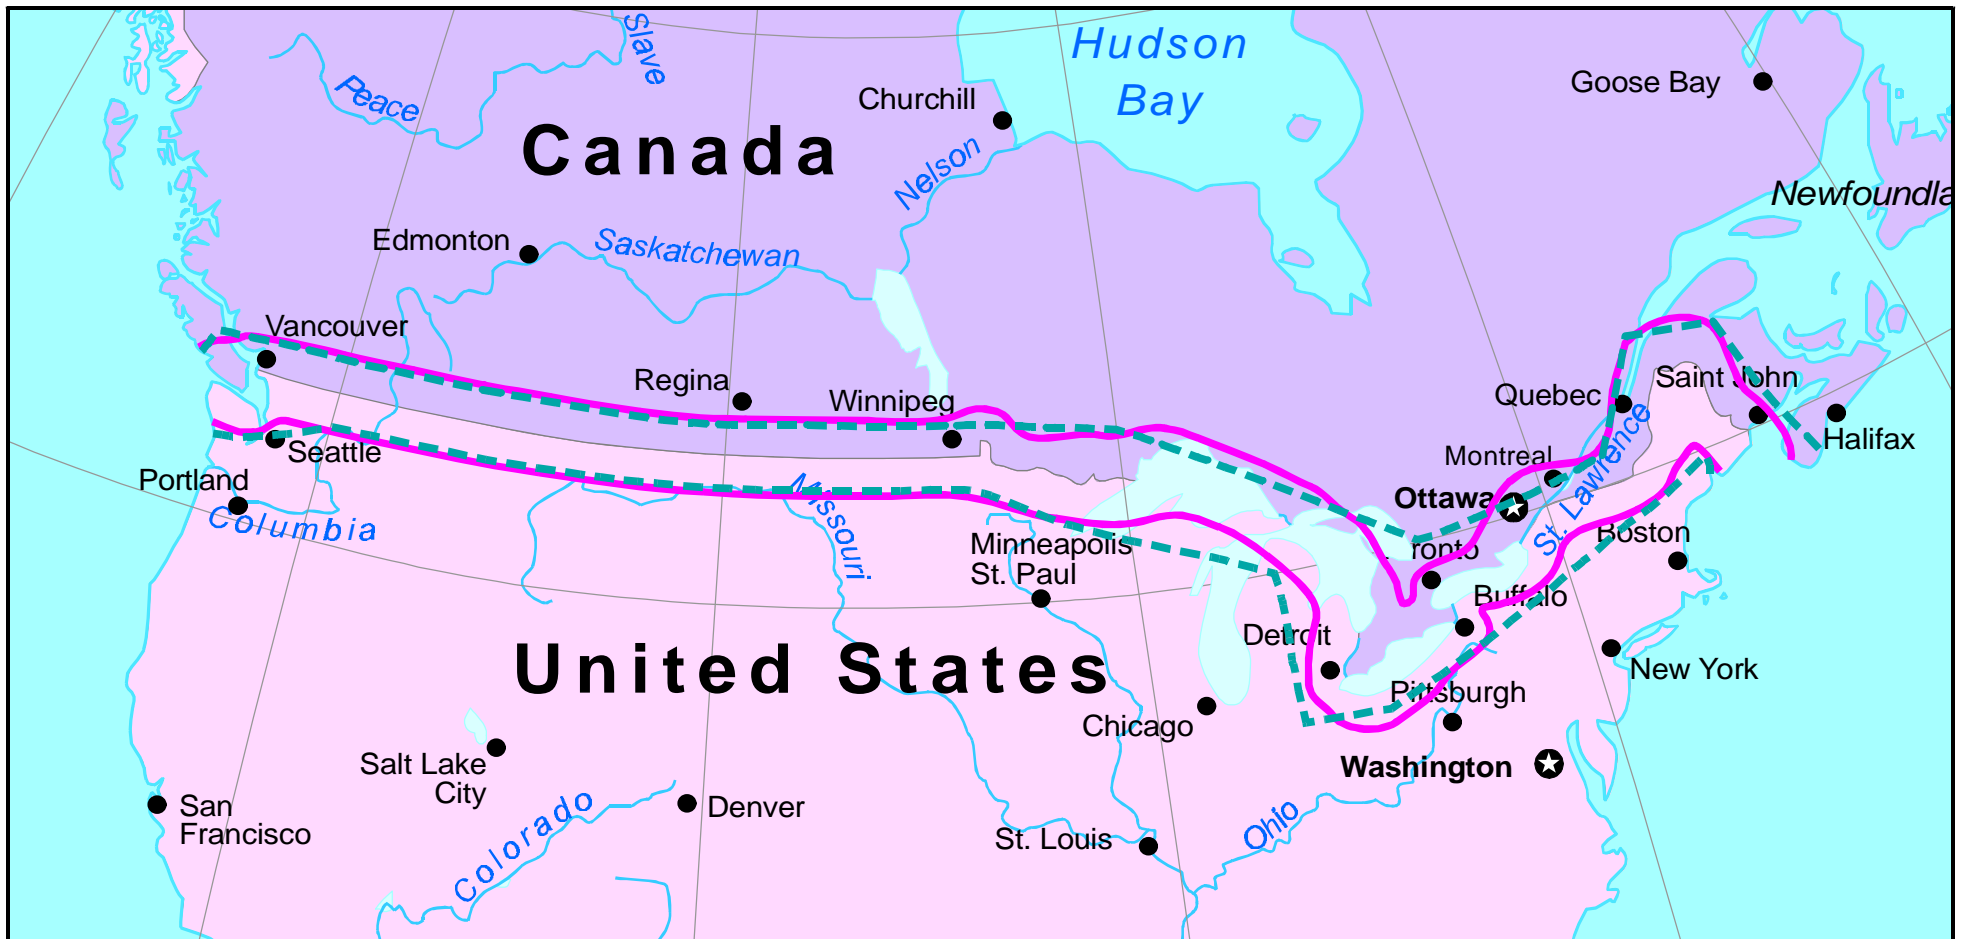 Slave
Hudson
Bay
Peace
Churchill
Goose Bay
Canada
Nelson
Newfoundla
Edmonton
Saskatchewan
Vancouver
Regina
Winnipeg
Quebec
Saint John
Halifax
Seattle
Montreal
St. Lawrence
Portland
Columbia
Missouri
Ottawa
Boston
Minneapolis
St. Paul
ronto
Buffalo
Detroit
United States
New York
Pittsburgh
Chicago
Salt Lake
City
Washington
San
Francisco
Colorado
Denver
St. Louis
Ohio